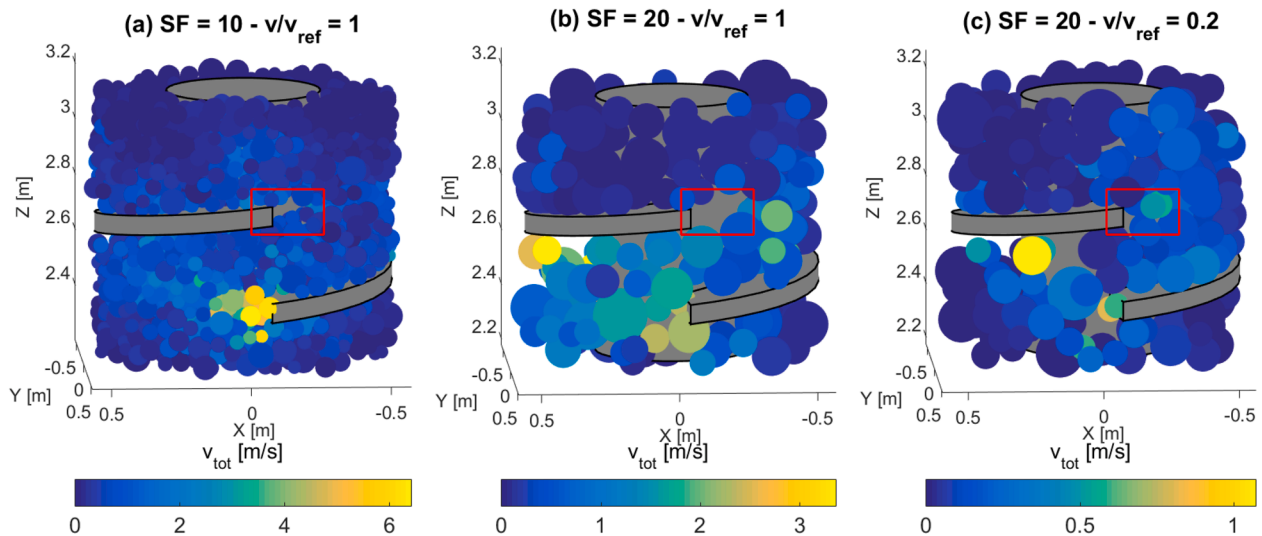 (a) SF = 10 - v/v_ref = 1
3.2
3
2.8
2.6
2.4
Z [m]
-0.5
0
Y [m]
0.5 0.5 0 -0.5
X [m]
v_tot [m/s]
0 2 4 6
(b) SF = 20 - v/v_ref = 1
3.2
3
2.8
2.6
2.4
2.2
Z [m]
-0.5
0
Y [m]
0.5 0.5 0 -0.5
X [m]
v_tot [m/s]
0 1 2 3
(c) SF = 20 - v/v_ref = 0.2
3.2
3
2.8
2.6
2.4
2.2
Z [m]
-0.5
0
Y [m]
0.5 0.5 0 -0.5
X [m]
v_tot [m/s]
0 0.5 1